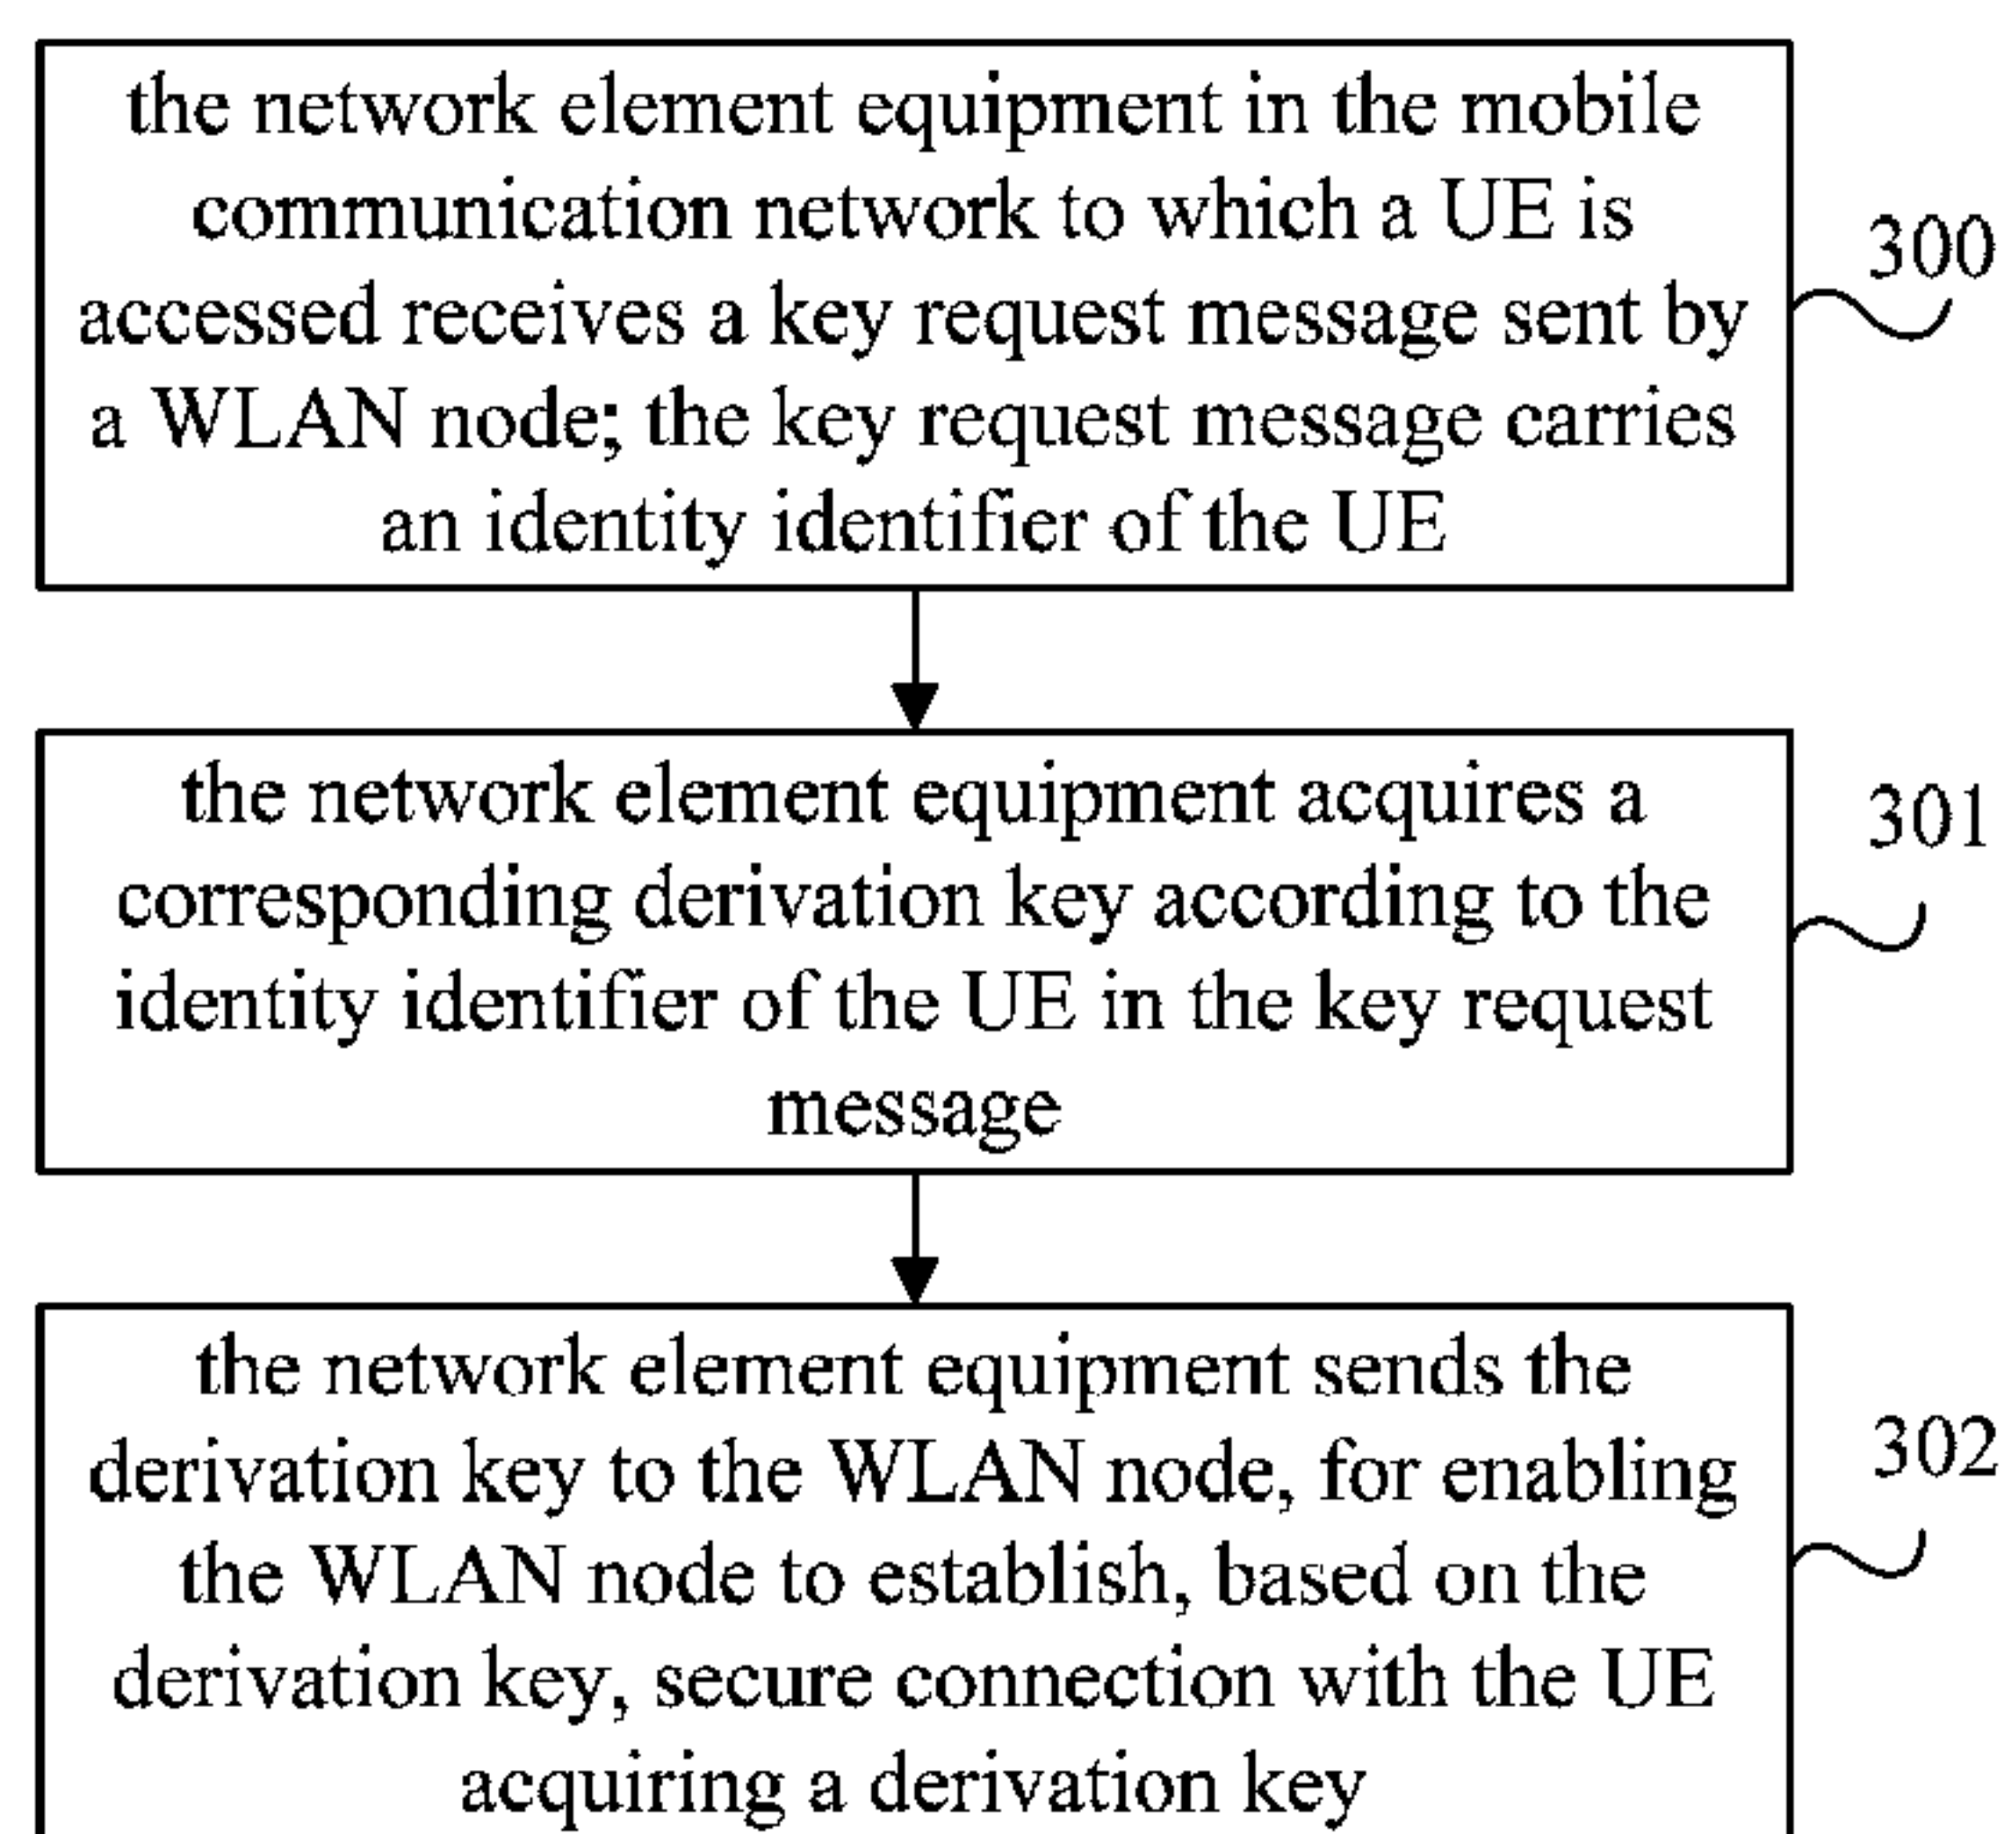 the network element equipment in the mobile
communication network to which a UE is
accessed receives a key request message sent by
a WLAN node; the key request message carries
an identity identifier of the UE
300
the network element equipment acquires a
corresponding derivation key according to the
identity identifier of the UE in the key request
message
301
the network element equipment sends the
derivation key to the WLAN node, for enabling
the WLAN node to establish, based on the
derivation key, secure connection with the UE
acquiring a derivation key
302